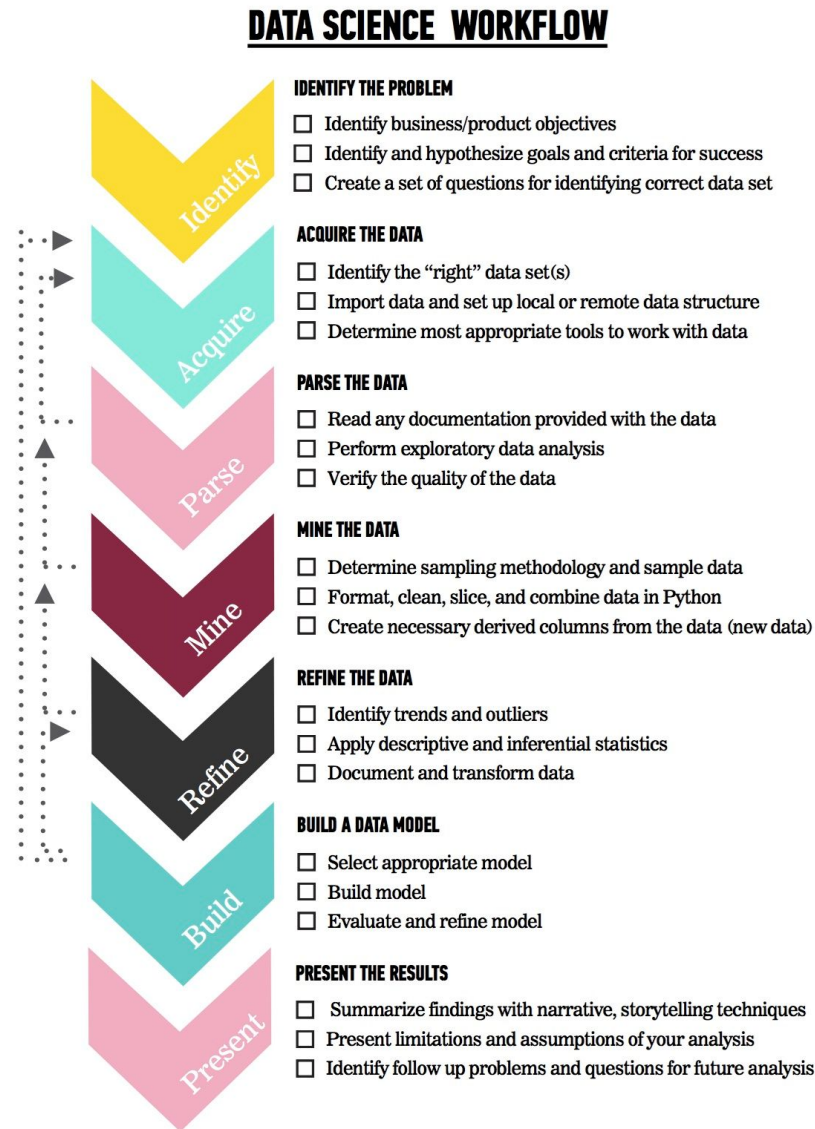 DATA SCIENCE WORKFLOW
Identify
IDENTIFY THE PROBLEM
Identify business/product objectives
Identify and hypothesize goals and criteria for success
Create a set of questions for identifying correct data set
Acquire
ACQUIRE THE DATA
Identify the “right” data set(s)
Import data and set up local or remote data structure
Determine most appropriate tools to work with data
Parse
PARSE THE DATA
Read any documentation provided with the data
Perform exploratory data analysis
Verify the quality of the data
Mine
MINE THE DATA
Determine sampling methodology and sample data
Format, clean, slice, and combine data in Python
Create necessary derived columns from the data (new data)
Refine
REFINE THE DATA
Identify trends and outliers
Apply descriptive and inferential statistics
Document and transform data
Build
BUILD A DATA MODEL
Select appropriate model
Build model
Evaluate and refine model
Present
PRESENT THE RESULTS
Summarize findings with narrative, storytelling techniques
Present limitations and assumptions of your analysis
Identify follow up problems and questions for future analysis